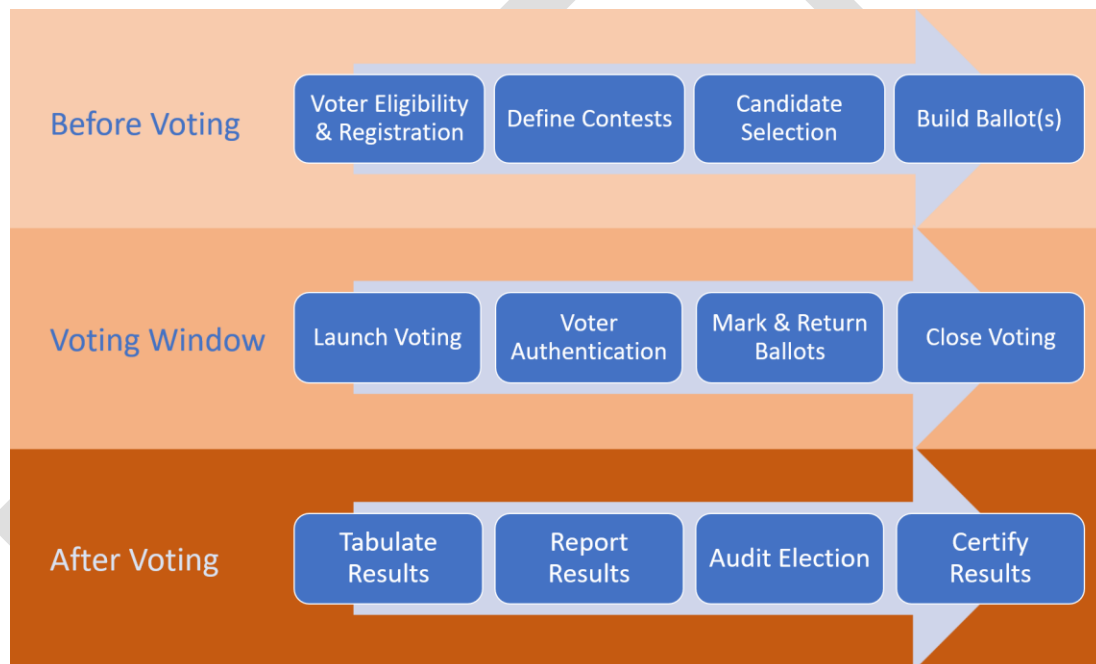 Before Voting
Voter Eligibility
& Registration
Define Contests
Candidate
Selection
Build Ballot(s)
Voting Window
Launch Voting
Voter
Authentication
Mark & Return
Ballots
Close Voting
After Voting
Tabulate
Results
Report
Results
Audit Election
Certify
Results